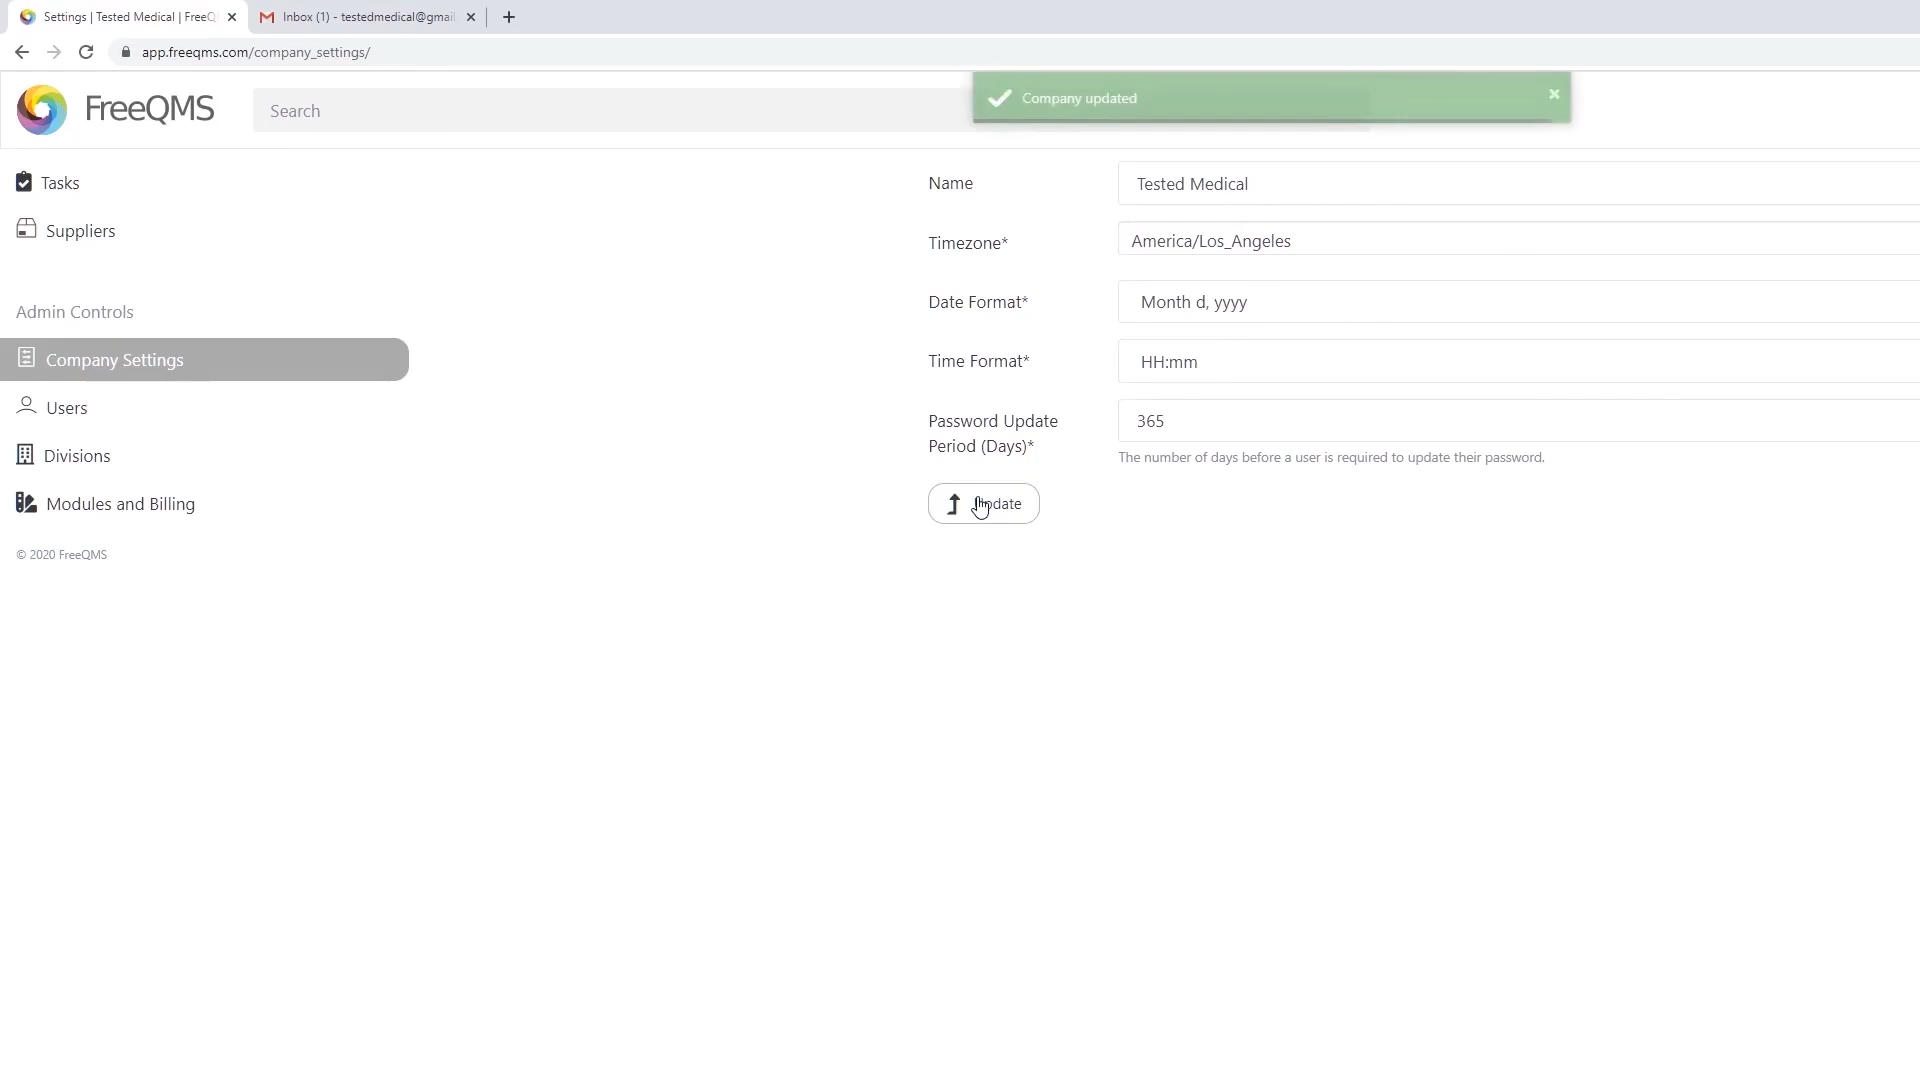 Settings | Tested Medical | FreeQ
Inbox (1) - testedmedical@gmail
app.freeqms.com/company_settings/
FreeQMS
Search
Company updated
Tasks
Suppliers
Admin Controls
Company Settings
Users
Divisions
Modules and Billing
© 2020 FreeQMS
Name
Tested Medical
Timezone*
America/Los_Angeles
Date Format*
Month d, yyyy
Time Format*
HH:mm
Password Update
Period (Days)*
365
The number of days before a user is required to update their password.
Update